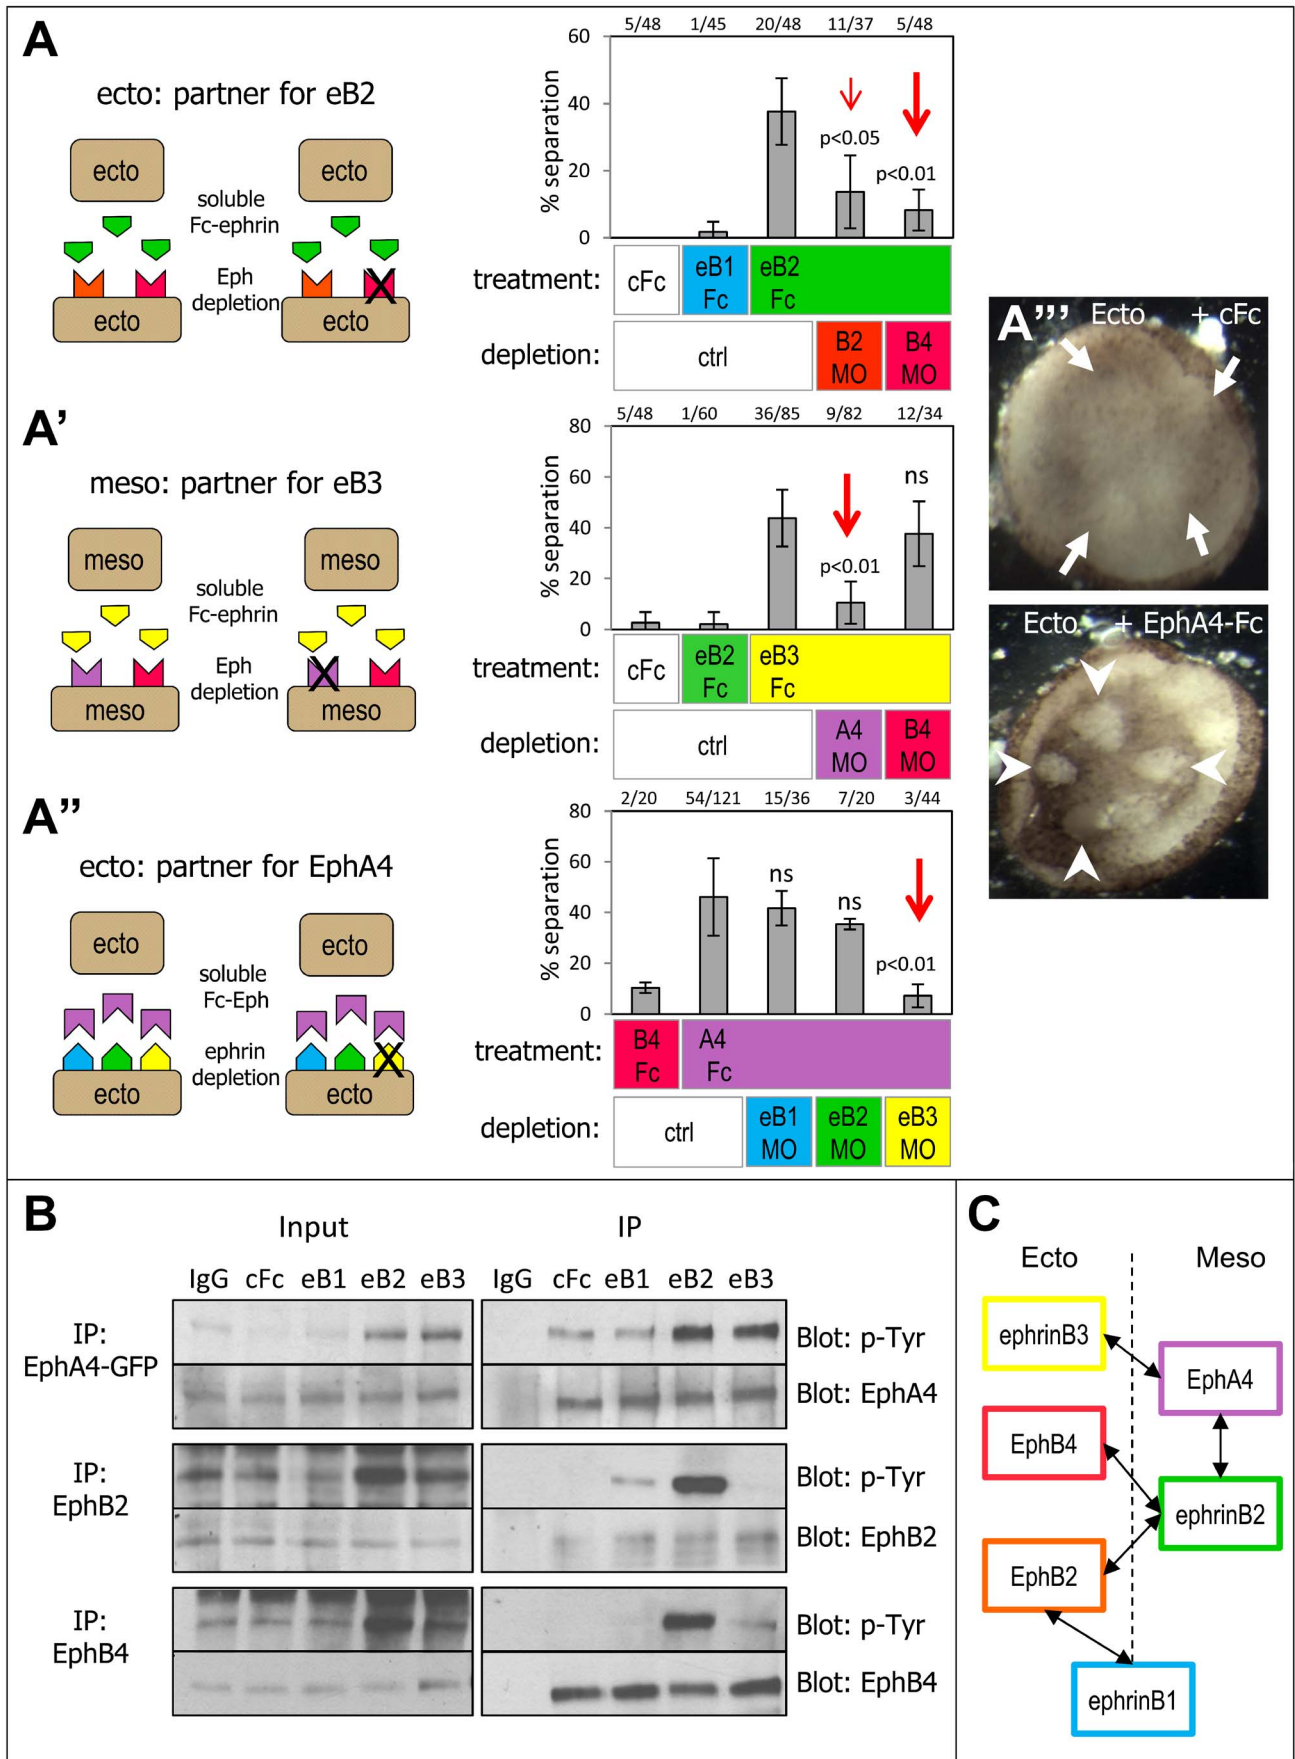 A
ecto: partner for eB2
ecto
ecto
soluble
Fc-ephrin
Eph
depletion
ecto
ecto
5/48 1/45 20/48 11/37 5/48
% separation
60
40
20
0
p<0.05
p<0.01
treatment:
cFc
eB1
Fc
eB2
Fc
depletion:
ctrl
B2
MO
B4
MO
A'
meso: partner for eB3
meso
meso
soluble
Fc-ephrin
Eph
depletion
meso
meso
5/48 1/60 36/85 9/82 12/34
% separation
80
60
40
20
0
p<0.01
ns
treatment:
cFc
eB2
Fc
eB3
Fc
depletion:
ctrl
A4
MO
B4
MO
A”
ecto: partner for EphA4
ecto
ecto
soluble
Fc-Eph
ephrin
depletion
ecto
ecto
2/20 54/121 15/36 7/20 3/44
% separation
80
60
40
20
0
ns
ns
p<0.01
treatment:
B4
Fc
A4
Fc
depletion:
ctrl
eB1
MO
eB2
MO
eB3
MO
A”’ Ecto + cFc
Ecto + EphA4-Fc
B
Input IP
IgG cFc eB1 eB2 eB3 IgG cFc eB1 eB2 eB3
IP:
EphA4-GFP
Blot: p-Tyr
Blot: EphA4
IP:
EphB2
Blot: p-Tyr
Blot: EphB2
IP:
EphB4
Blot: p-Tyr
Blot: EphB4
C
Ecto Meso
ephrinB3
EphA4
EphB4
ephrinB2
EphB2
ephrinB1